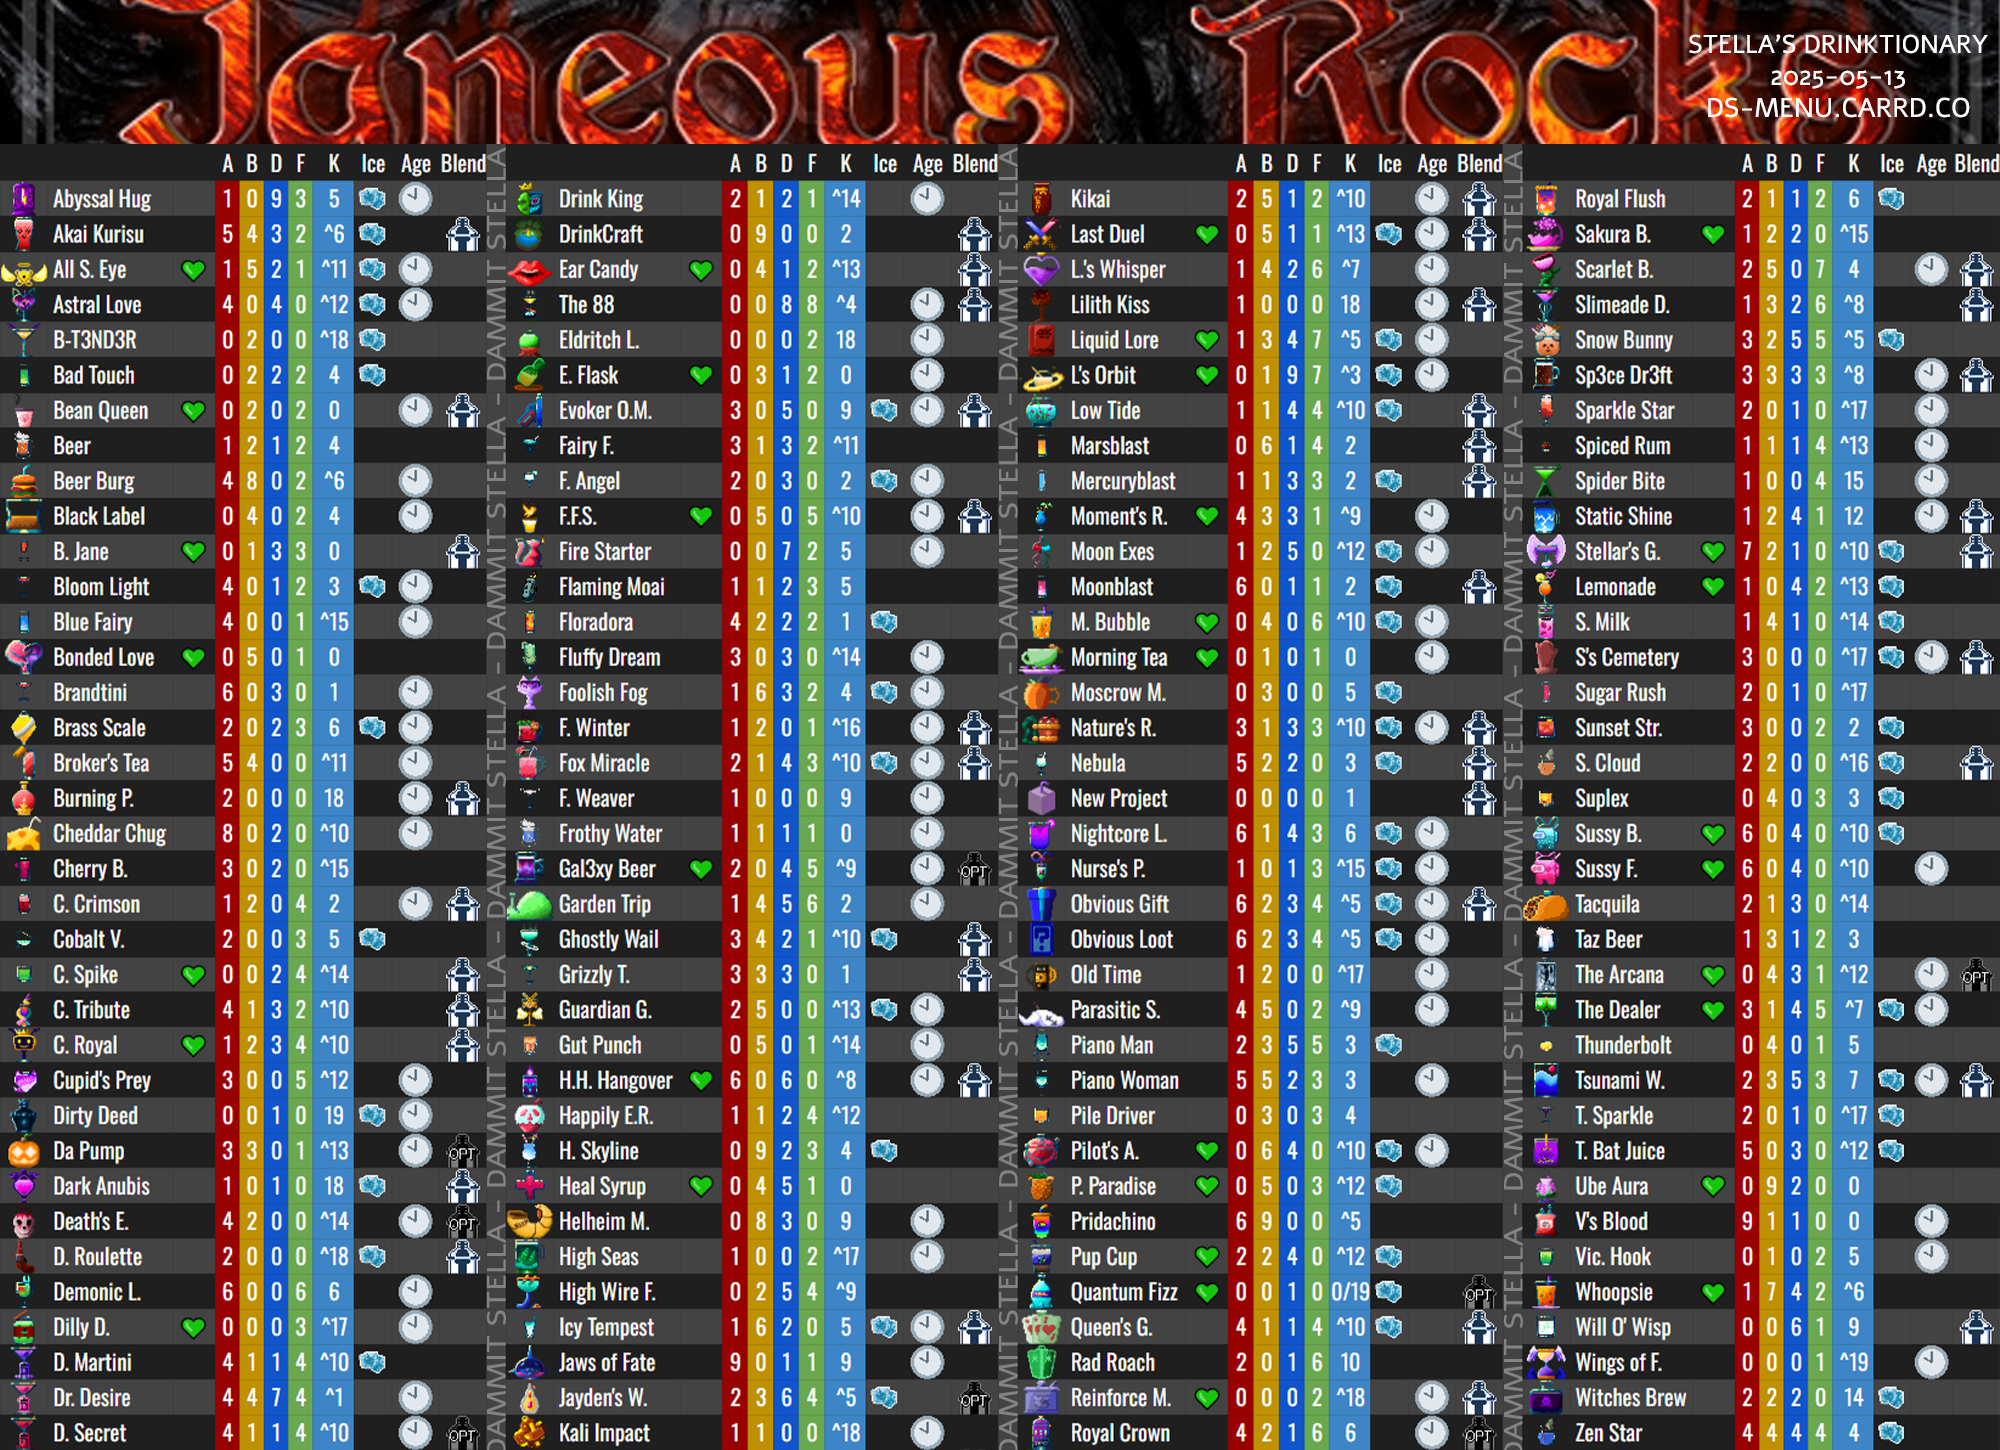 Igneous Rocks
STELLA'S DRINKTIONARY
2025-05-13
DS-MENU.CARRD.CO
A B D F K Ice Age Blend
Abyssal Hug 1 0 9 3 5
Akai Kurisu 5 4 3 2 ^6
All S. Eye 1 5 2 1 ^11
Astral Love 4 0 4 0 ^12
B-T3ND3R 0 2 0 0 ^18
Bad Touch 0 2 2 2 4
Bean Queen 0 2 0 2 0
Beer 1 2 1 2 4
Beer Burg 4 8 0 2 ^6
Black Label 0 4 0 2 4
B. Jane 0 1 3 3 0
Bloom Light 4 0 1 2 3
Blue Fairy 4 0 0 1 ^15
Bonded Love 0 5 0 1 0
Brandtini 6 0 3 0 1
Brass Scale 2 0 2 3 6
Broker's Tea 5 4 0 0 ^11
Burning P. 2 0 0 0 18
Cheddar Chug 8 0 2 0 ^10
Cherry B. 3 0 2 0 ^15
C. Crimson 1 2 0 4 2
Cobalt V. 2 0 0 3 5
C. Spike 0 0 2 4 ^14
C. Tribute 4 1 3 2 ^10
C. Royal 1 2 3 4 ^10
Cupid's Prey 3 0 0 5 ^12
Dirty Deed 0 0 1 0 19
Da Pump 3 3 0 1 ^13 OPT
Dark Anubis 1 0 1 0 18
Death's E. 4 2 0 0 ^14 OPT
D. Roulette 2 0 0 0 ^18
Demonic L. 6 0 0 6 6
Dilly D. 0 0 0 3 ^17
D. Martini 4 1 1 4 ^10
Dr. Desire 4 4 7 4 ^1
D. Secret 4 1 1 4 ^10 OPT
DAMMIT STELLA - DAMMIT STELLA - DAMMIT STELLA - DAMMIT STELLA
A B D F K Ice Age Blend
Drink King 2 1 2 1 ^14
DrinkCraft 0 9 0 0 2
Ear Candy 0 4 1 2 ^13
The 88 0 0 8 8 ^4
Eldritch L. 0 0 0 2 18
E. Flask 0 3 1 2 0
Evoker O.M. 3 0 5 0 9
Fairy F. 3 1 3 2 ^11
F. Angel 2 0 3 0 2
F.F.S. 0 5 0 5 ^10
Fire Starter 0 0 7 2 5
Flaming Moai 1 1 2 3 5
Floradora 4 2 2 2 1
Fluffy Dream 3 0 3 0 ^14
Foolish Fog 1 6 3 2 4
F. Winter 1 2 0 1 ^16
Fox Miracle 2 1 4 3 ^10
F. Weaver 1 0 0 0 9
Frothy Water 1 1 1 1 0
Gal3xy Beer 2 0 4 5 ^9 OPT
Garden Trip 1 4 5 6 2
Ghostly Wail 3 4 2 1 ^10
Grizzly T. 3 3 3 0 1
Guardian G. 2 5 0 0 ^13
Gut Punch 0 5 0 1 ^14
H.H. Hangover 6 0 6 0 ^8
Happily E.R. 1 1 2 4 ^12
H. Skyline 0 9 2 3 4
Heal Syrup 0 4 5 1 0
Helheim M. 0 8 3 0 9
High Seas 1 0 0 2 ^17
High Wire F. 0 2 5 4 ^9
Icy Tempest 1 6 2 0 5
Jaws of Fate 9 0 1 1 9
Jayden's W. 2 3 6 4 ^5 OPT
Kali Impact 1 1 0 0 ^18
DAMMIT STELLA - DAMMIT STELLA - DAMMIT STELLA - DAMMIT STELLA
A B D F K Ice Age Blend
Kikai 2 5 1 2 ^10
Last Duel 0 5 1 1 ^13
L.'s Whisper 1 4 2 6 ^7
Lilith Kiss 1 0 0 0 18
Liquid Lore 1 3 4 7 ^5
L's Orbit 0 1 9 7 ^3
Low Tide 1 1 4 4 ^10
Marsblast 0 6 1 4 2
Mercuryblast 1 1 3 3 2
Moment's R. 4 3 3 1 ^9
Moon Exes 1 2 5 0 ^12
Moonblast 6 0 1 1 2
M. Bubble 0 4 0 6 ^10
Morning Tea 0 1 0 1 0
Moscrow M. 0 3 0 0 5
Nature's R. 3 1 3 3 ^10
Nebula 5 2 2 0 3
New Project 0 0 0 0 1
Nightcore L. 6 1 4 3 6
Nurse's P. 1 0 1 3 ^15
Obvious Gift 6 2 3 4 ^5
Obvious Loot 6 2 3 4 ^5
Old Time 1 2 0 0 ^17
Parasitic S. 4 5 0 2 ^9
Piano Man 2 3 5 5 3
Piano Woman 5 5 2 3 3
Pile Driver 0 3 0 3 4
Pilot's A. 0 6 4 0 ^10
P. Paradise 0 5 0 3 ^12
Pridachino 6 9 0 0 ^5
Pup Cup 2 2 4 0 ^12
Quantum Fizz 0 0 1 0 0/19 OPT
Queen's G. 4 1 1 4 ^10
Rad Roach 2 0 1 6 10
Reinforce M. 0 0 0 2 ^18
Royal Crown 4 2 1 6 6 OPT
DAMMIT STELLA - DAMMIT STELLA - DAMMIT STELLA - DAMMIT STELLA
A B D F K Ice Age Blend
Royal Flush 2 1 1 2 6
Sakura B. 1 2 2 0 ^15
Scarlet B. 2 5 0 7 4
Slimeade D. 1 3 2 6 ^8
Snow Bunny 3 2 5 5 ^5
Sp3ce Dr3ft 3 3 3 3 ^8
Sparkle Star 2 0 1 0 ^17
Spiced Rum 1 1 1 4 ^13
Spider Bite 1 0 0 4 15
Static Shine 1 2 4 1 12
Stellar's G. 7 2 1 0 ^10
Lemonade 1 0 4 2 ^13
S. Milk 1 4 1 0 ^14
S's Cemetery 3 0 0 0 ^17
Sugar Rush 2 0 1 0 ^17
Sunset Str. 3 0 0 2 2
S. Cloud 2 2 0 0 ^16
Suplex 0 4 0 3 3
Sussy B. 6 0 4 0 ^10
Sussy F. 6 0 4 0 ^10
Tacquila 2 1 3 0 ^14
Taz Beer 1 3 1 2 3
The Arcana 0 4 3 1 ^12 OPT
The Dealer 3 1 4 5 ^7
Thunderbolt 0 4 0 1 5
Tsunami W. 2 3 5 3 7
T. Sparkle 2 0 1 0 ^17
T. Bat Juice 5 0 3 0 ^12
Ube Aura 0 9 2 0 0
V's Blood 9 1 1 0 0
Vic. Hook 0 1 0 2 5
Whoopsie 1 7 4 2 ^6
Will O' Wisp 0 0 6 1 9
Wings of F. 0 0 0 1 ^19
Witches Brew 2 2 2 0 14
Zen Star 4 4 4 4 4